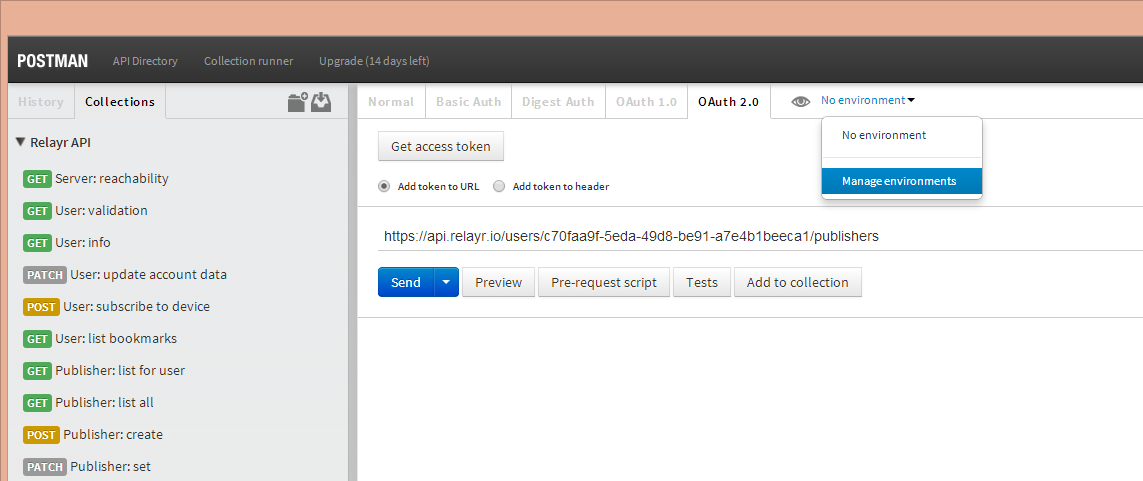 POSTMAN API Directory Collection runner Upgrade (14 days left)
History Collections
Relayr API
GET Server: reachability
GET User: validation
GET User: info
PATCH User: update account data
POST User: subscribe to device
GET User: list bookmarks
GET Publisher: list for user
GET Publisher: list all
POST Publisher: create
PATCH Publisher: set
Normal Basic Auth Digest Auth OAuth 1.0 OAuth 2.0 No environment
No environment
Manage environments
Get access token
Add token to URL Add token to header
https://api.relayr.io/users/c70faa9f-5eda-49d8-be91-a7e4b1beeca1/publishers
Send Preview Pre-request script Tests Add to collection